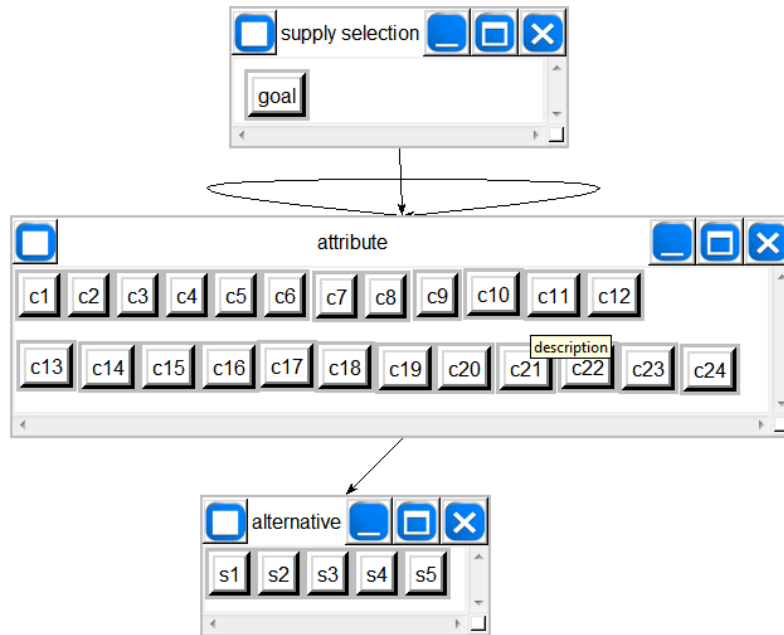 supply selection
goal
attribute
c1 c2 c3 c4 c5 c6 c7 c8 c9 c10 c11 c12
description
c13 c14 c15 c16 c17 c18 c19 c20 c21 c22 c23 c24
alternative
s1 s2 s3 s4 s5